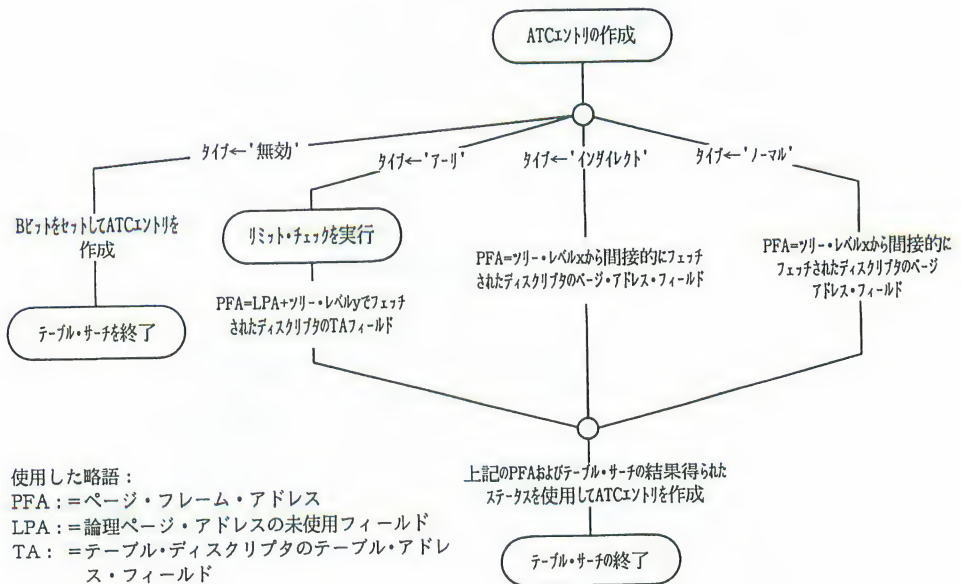 ATCエントリの作成
タイプ←'無効'
タイプ←'アーリ'
タイプ←'インダイレクト'
タイプ←'ノーマル'
BビットをセットしてATCエントリを
作成
リミット・チェックを実行
PFA=ツリー・レベルxから間接的にフェッチ
されたディスクリプタのページ・アドレス・フィールド
PFA=ツリー・レベルxから間接的に
フェッチされたディスクリプタのページ
アドレス・フィールド
PFA=LPA+ツリー・レベルyでフェッチ
されたディスクリプタのTAフィールド
テーブル・サーチを終了
上記のPFAおよびテーブル・サーチの結果得られた
ステータスを使用してATCエントリを作成
テーブル・サーチの終了
使用した略語:
PFA:=ページ・フレーム・アドレス
LPA:=論理ページ・アドレスの未使用フィールド
TA: =テーブル・ディスクリプタのテーブル・アドレ
ス・フィールド